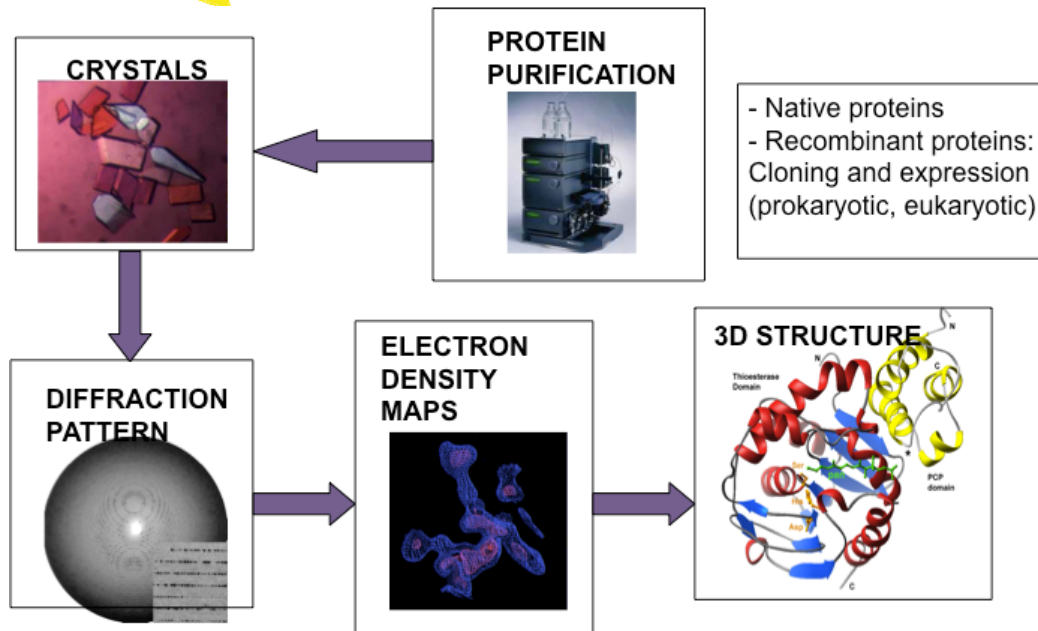 PROTEIN
PURIFICATION
- Native proteins
- Recombinant proteins:
Cloning and expression
(prokaryotic, eukaryotic)
CRYSTALS
DIFFRACTION
PATTERN
ELECTRON
DENSITY
MAPS
3D STRUCTURE
N
N
Thioesterase
Domain
C
Ser
His
Asp
*
PCP
domain
C